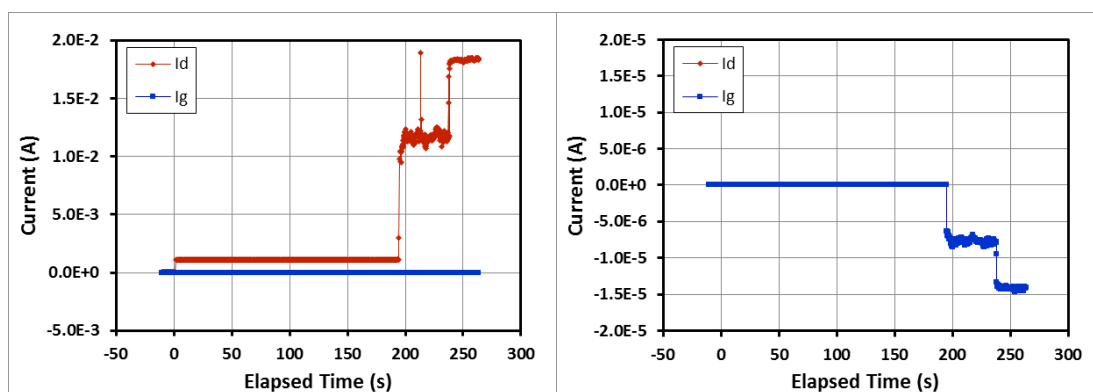 2.0E-2
1.5E-2
1.0E-2
5.0E-3
0.0E+0
-5.0E-3
Current (A)
Id
Ig
-50 0 50 100 150 200 250 300
Elapsed Time (s)
2.0E-5
1.5E-5
1.0E-5
5.0E-6
0.0E+0
-5.0E-6
-1.0E-5
-1.5E-5
-2.0E-5
Current (A)
Id
Ig
-50 0 50 100 150 200 250 300
Elapsed Time (s)